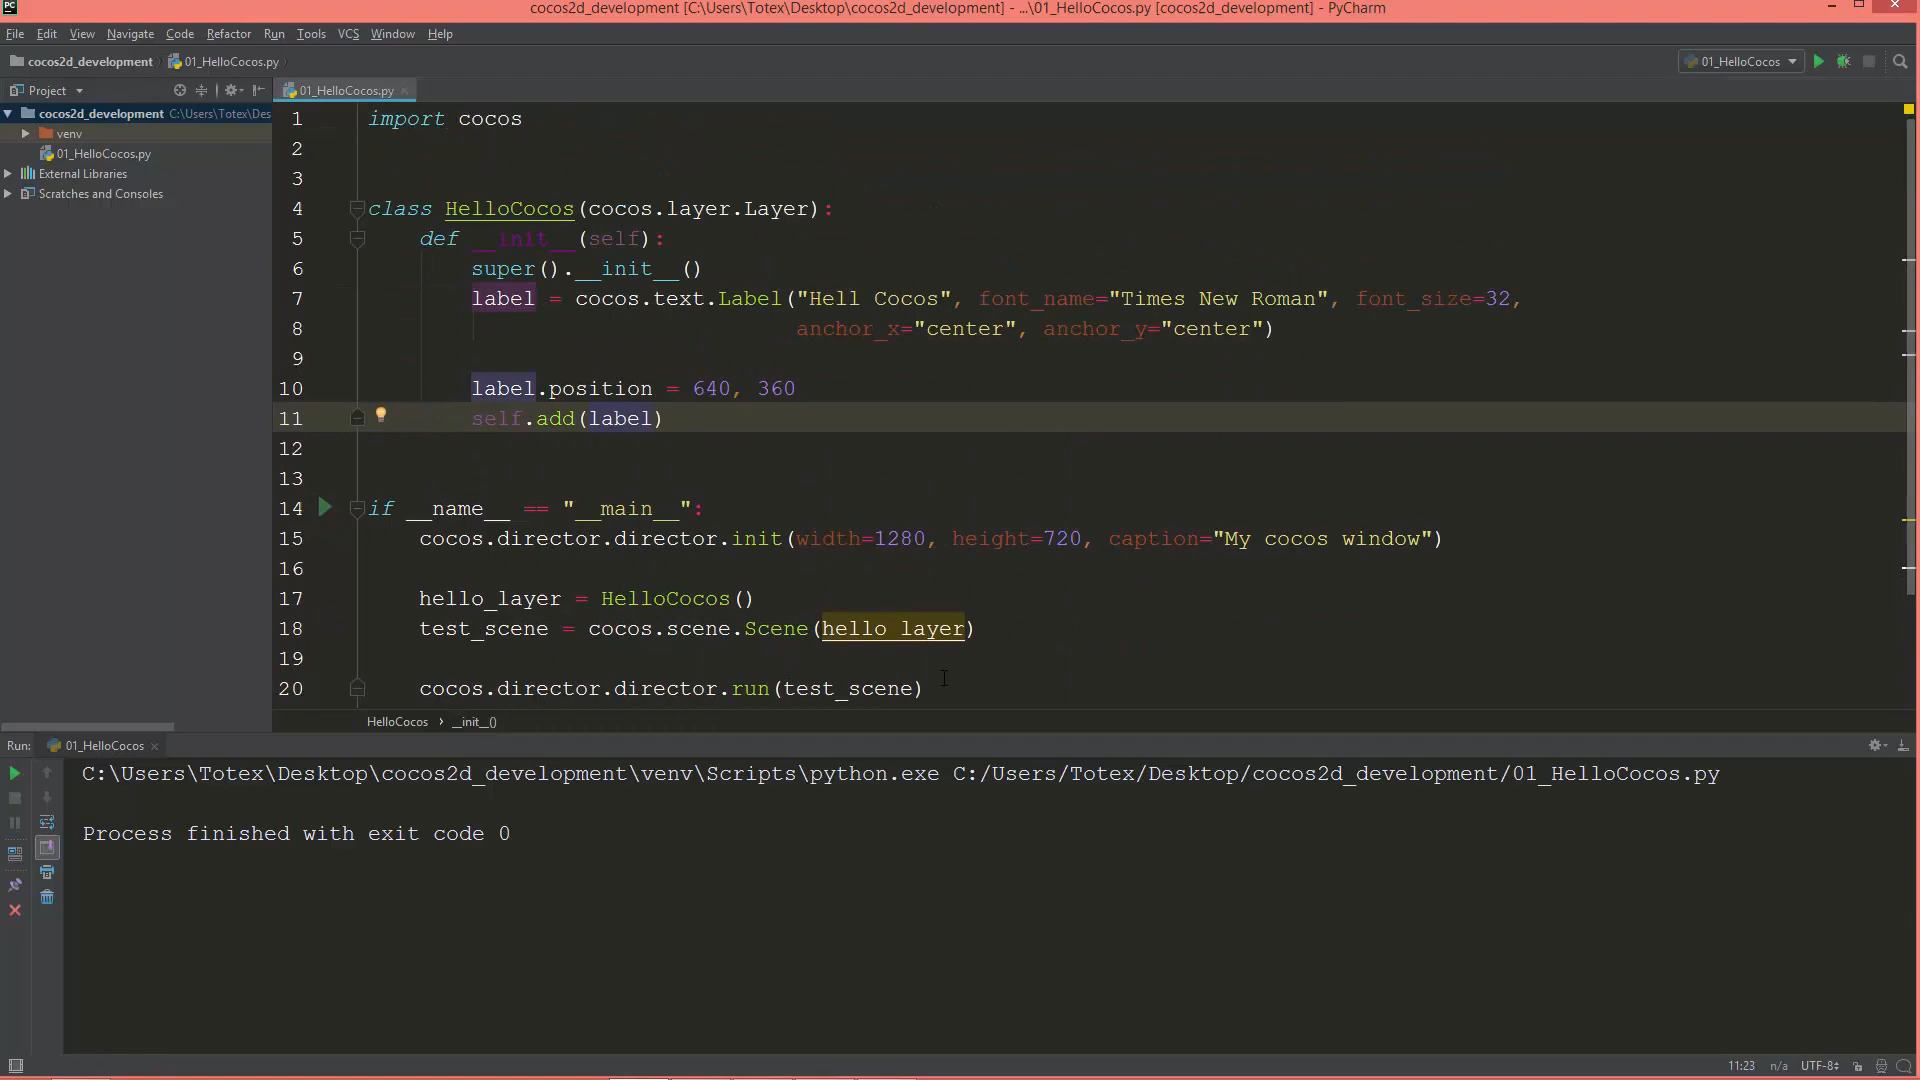 PC
cocos2d_development [C:\Users\Totex\Desktop\cocos2d_development] - ...\01_HelloCocos.py [cocos2d_development] - PyCharm
File Edit View Navigate Code Refactor Run Tools VCS Window Help
cocos2d_development 01_HelloCocos.py 01_HelloCocos
Project 01_HelloCocos.py
cocos2d_development C:\Users\Totex\Des
venv
01_HelloCocos.py
External Libraries
Scratches and Consoles
1 import cocos
2
3
4 class HelloCocos(cocos.layer.Layer):
5 def __init__(self):
6 super().__init__()
7 label = cocos.text.Label("Hell Cocos", font_name="Times New Roman", font_size=32,
8 anchor_x="center", anchor_y="center")
9
10 label.position = 640, 360
11 self.add(label)
12
13
14 if __name__ == "__main__":
15 cocos.director.director.init(width=1280, height=720, caption="My cocos window")
16
17 hello_layer = HelloCocos()
18 test_scene = cocos.scene.Scene(hello_layer)
19
20 cocos.director.director.run(test_scene)
HelloCocos › __init__()
Run: 01_HelloCocos
C:\Users\Totex\Desktop\cocos2d_development\venv\Scripts\python.exe C:/Users/Totex/Desktop/cocos2d_development/01_HelloCocos.py
Process finished with exit code 0
11:23 n/a UTF-8